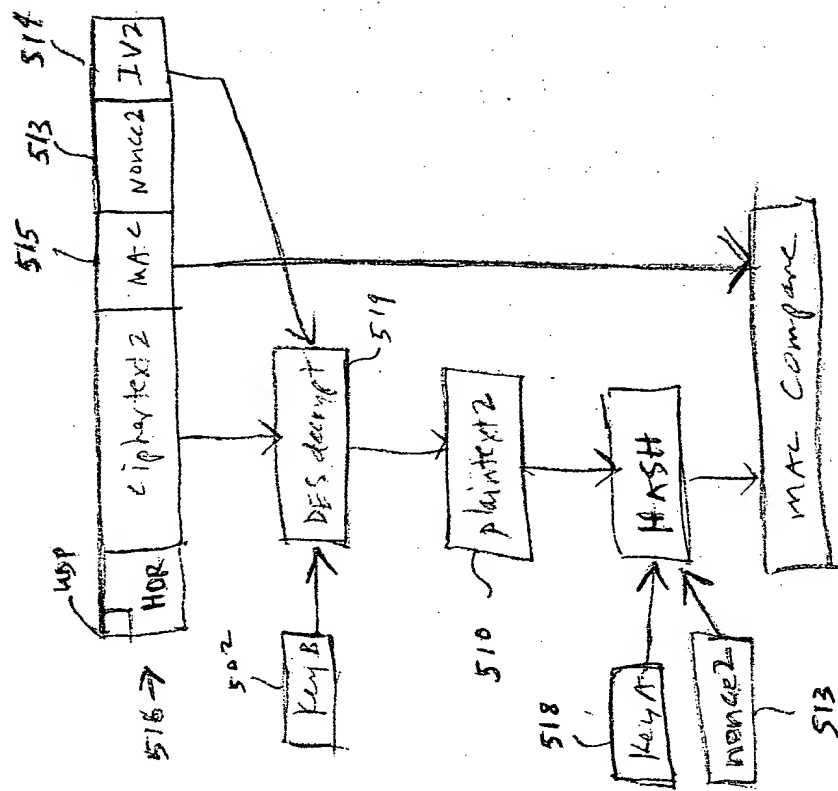 516 →
HDR
ciphertext2
MAC
Nonce2
IV2
515
513
514
502
Key B
DES decrypt
519
plaintext2
510
518
Key A
nonce2
513
HASH
MAC Compare